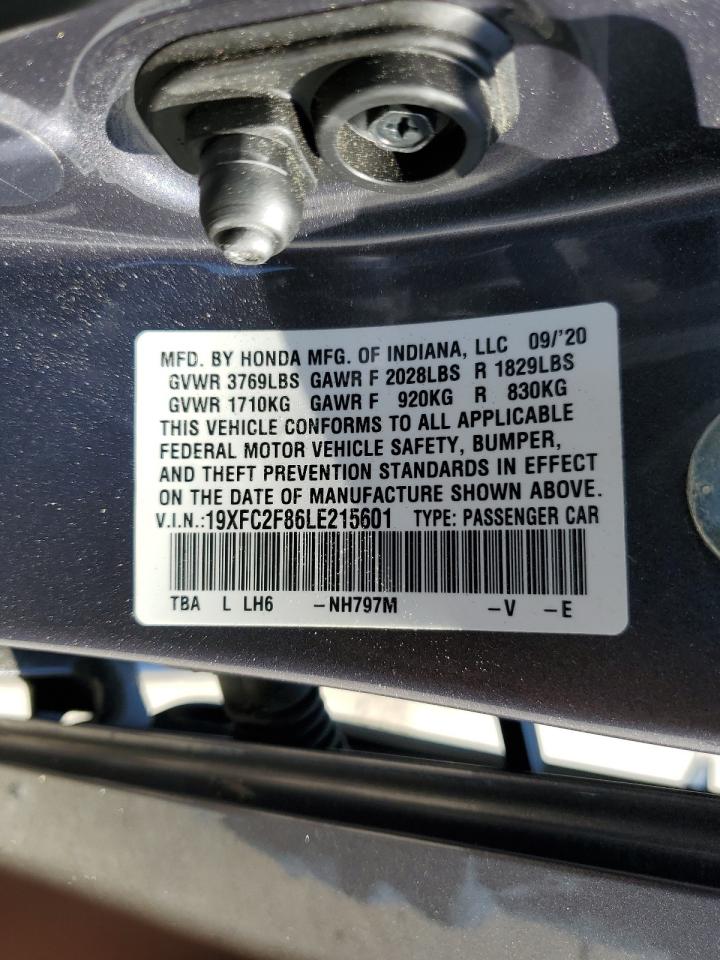 MFD. BY HONDA MFG. OF INDIANA, LLC 09/'20
GVWR 3769LBS GAWR F 2028LBS R 1829LBS
GVWR 1710KG GAWR F 920KG R 830KG
THIS VEHICLE CONFORMS TO ALL APPLICABLE
FEDERAL MOTOR VEHICLE SAFETY, BUMPER,
AND THEFT PREVENTION STANDARDS IN EFFECT
ON THE DATE OF MANUFACTURE SHOWN ABOVE.
V.I.N.:19XFC2F86LE215601 TYPE: PASSENGER CAR
TBA L LH6 –NH797M –V –E